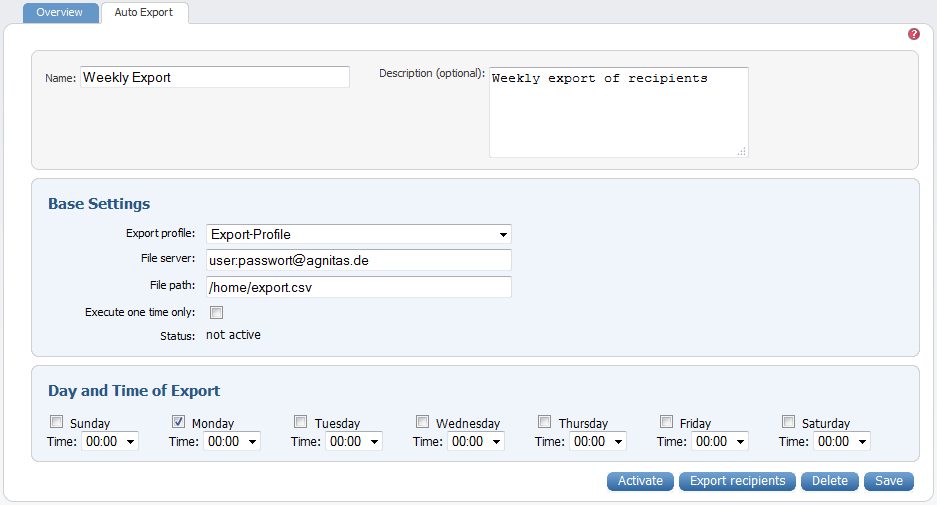 Overview
Auto Export
?
Name: Weekly Export
Description (optional): Weekly export of recipients
Base Settings
Export profile: Export-Profile
File server: user:passwort@agnitas.de
File path: /home/export.csv
Execute one time only:
Status: not active
Day and Time of Export
Sunday Monday Tuesday Wednesday Thursday Friday Saturday
Time: 00:00 Time: 00:00 Time: 00:00 Time: 00:00 Time: 00:00 Time: 00:00 Time: 00:00
Activate Export recipients Delete Save